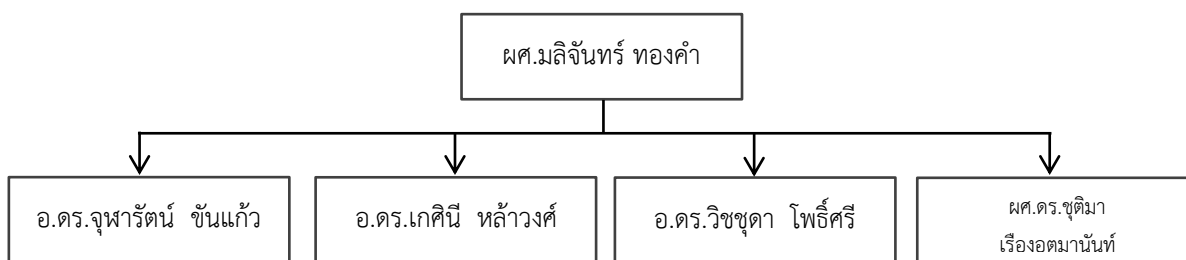 ผศ.มลิจันทร์ ทองคำ
อ.ดร.จุฬารัตน์ ขันแก้ว
อ.ดร.เกศินี หล้าวงศ์
อ.ดร.วิชชุดา โพธิ์ศรี
ผศ.ดร.ชุติมา
เรืองอตมานันท์